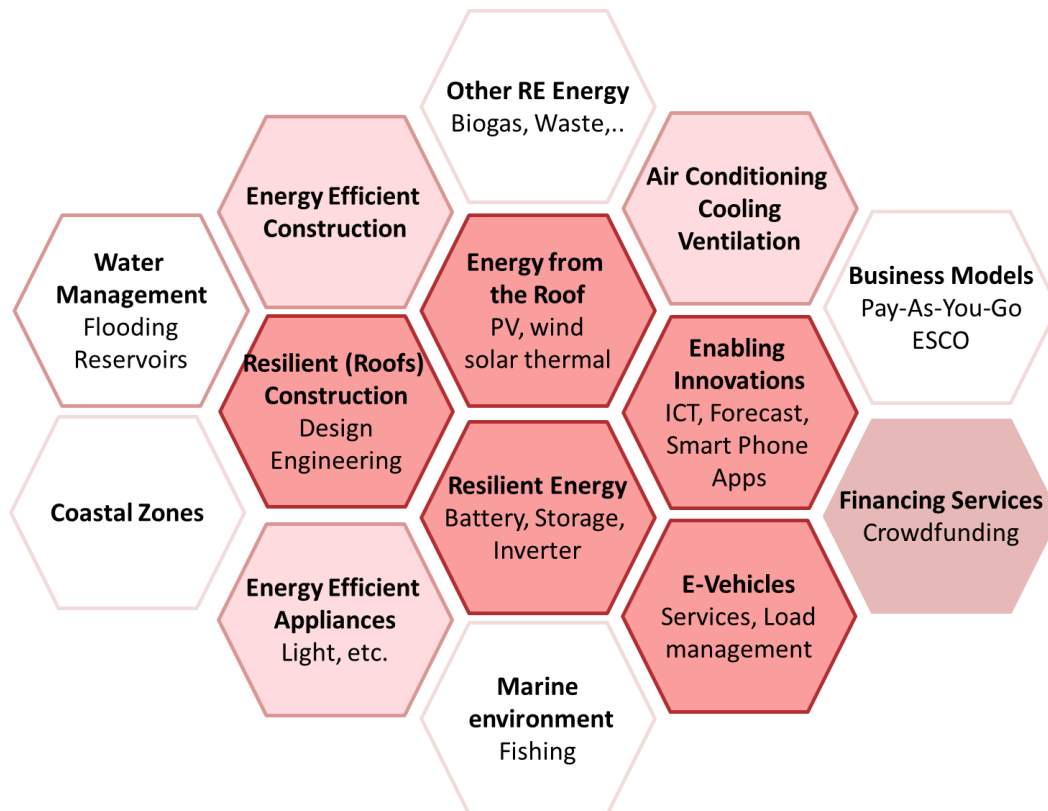 Other RE Energy
Biogas, Waste,..
Energy Efficient
Construction
Air Conditioning
Cooling
Ventilation
Water
Management
Flooding
Reservoirs
Energy from
the Roof
PV, wind
solar thermal
Business Models
Pay-As-You-Go
ESCO
Resilient (Roofs)
Construction
Design
Engineering
Enabling
Innovations
ICT, Forecast,
Smart Phone
Apps
Coastal Zones
Resilient Energy
Battery, Storage,
Inverter
Financing Services
Crowdfunding
Energy Efficient
Appliances
Light, etc.
E-Vehicles
Services, Load
management
Marine
environment
Fishing